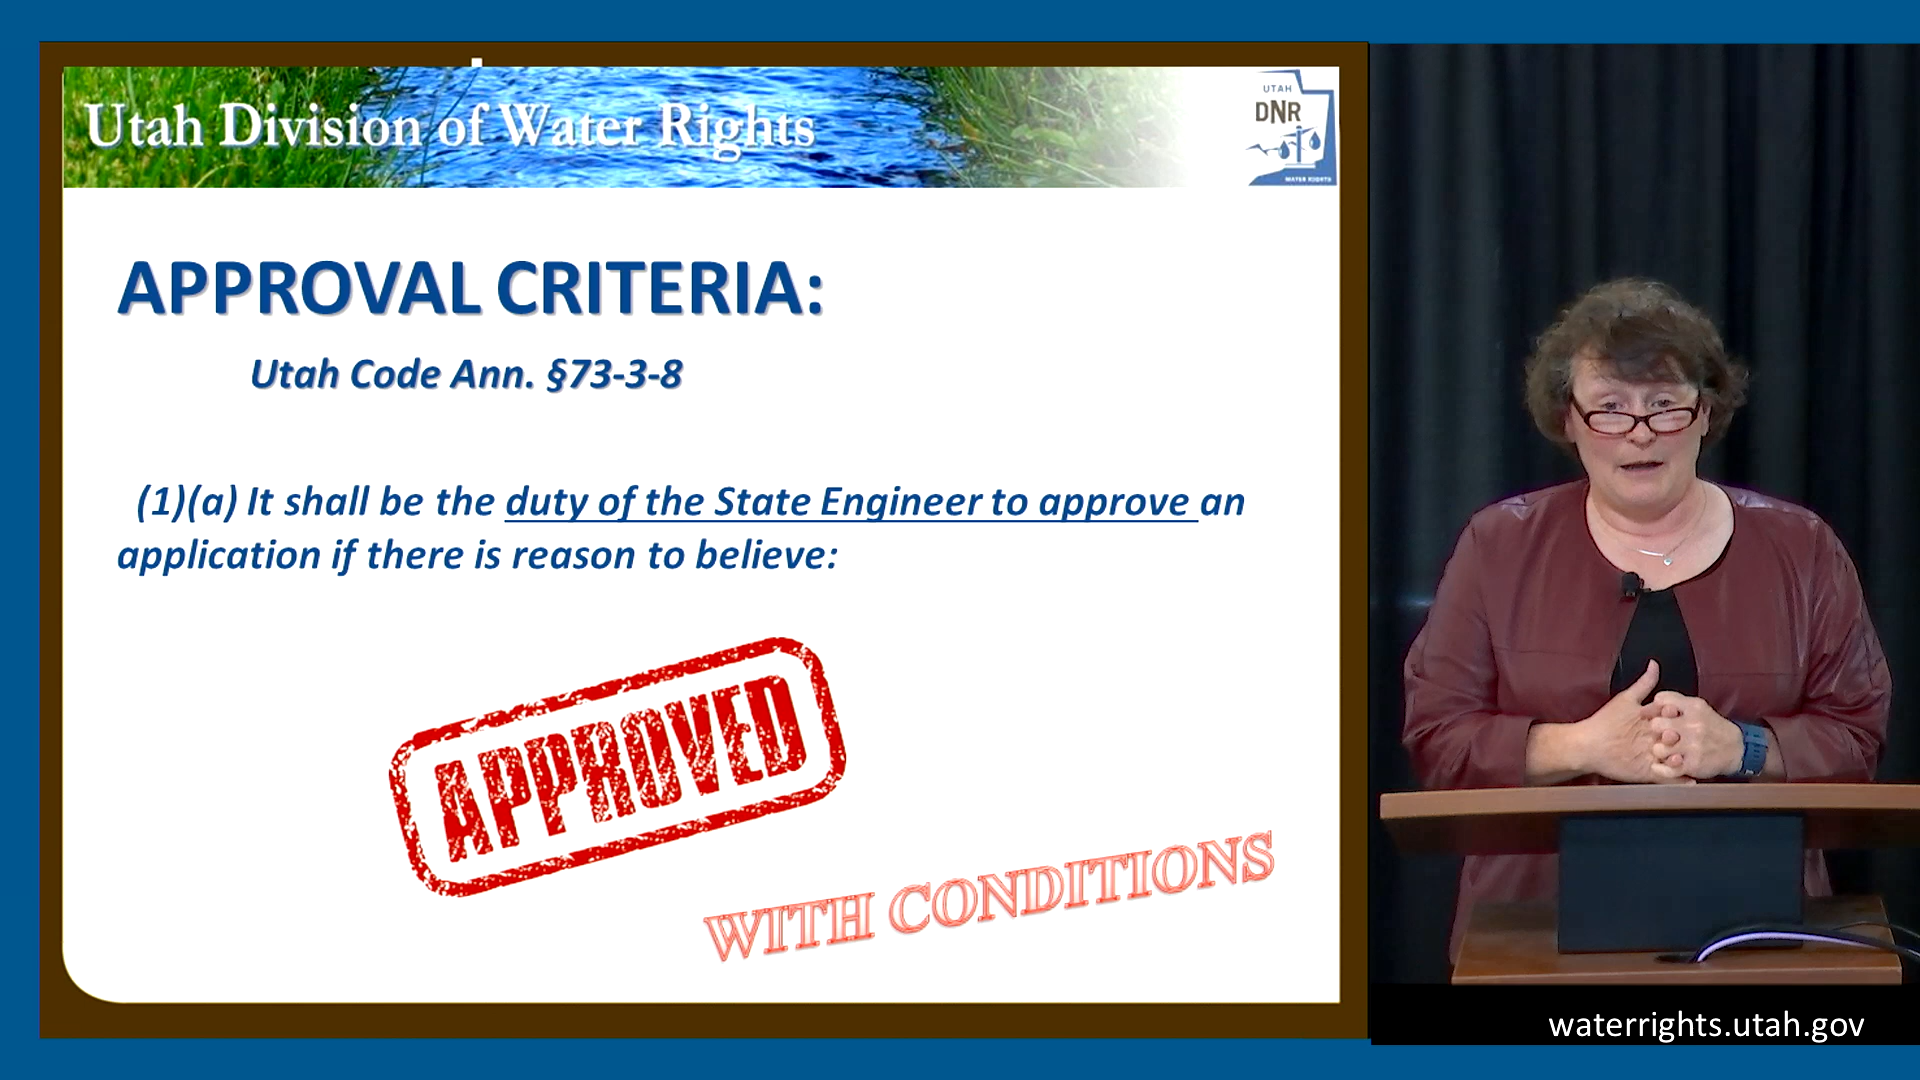 Utah Division of Water Rights
UTAH
DNR
WATER RIGHTS
APPROVAL CRITERIA:
Utah Code Ann. §73-3-8
(1)(a) It shall be the duty of the State Engineer to approve an
application if there is reason to believe:
APPROVED
WITH CONDITIONS
waterrights.utah.gov